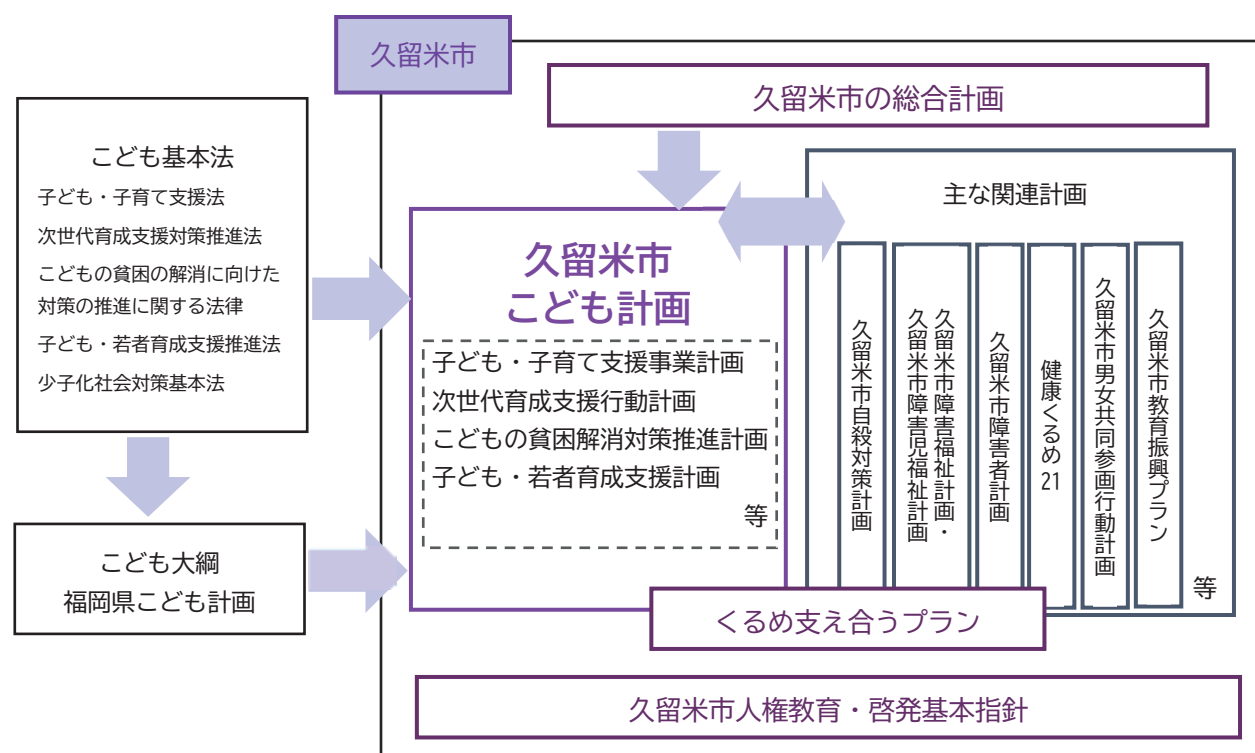 久留米市
久留米市の総合計画
こども基本法
子ども・子育て支援法
次世代育成支援対策推進法
こどもの貧困の解消に向けた
対策の推進に関する法律
子ども・若者育成支援推進法
少子化社会対策基本法
こども大綱
福岡県こども計画
久留米市
こども計画
子ども・子育て支援事業計画
次世代育成支援行動計画
こどもの貧困解消対策推進計画
子ども・若者育成支援計画
等
主な関連計画
久留米市自殺対策計画
久留米市障害福祉計画・
久留米市障害児福祉計画
久留米市障害者計画
健康くるめ21
久留米市男女共同参画行動計画
久留米市教育振興プラン
等
くるめ支え合うプラン
久留米市人権教育・啓発基本指針